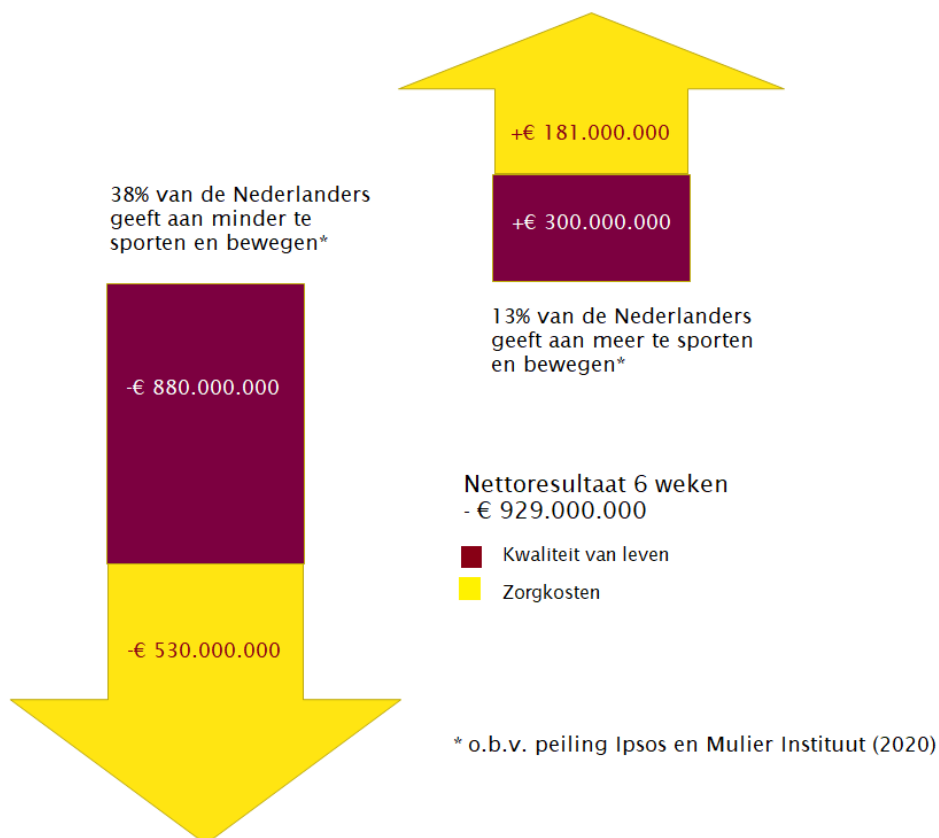 +€ 181.000.000
+€ 300.000.000
38% van de Nederlanders
geeft aan minder te
sporten en bewegen*
13% van de Nederlanders
geeft aan meer te sporten
en bewegen*
-€ 880.000.000
-€ 530.000.000
Nettoresultaat 6 weken
- € 929.000.000
Kwaliteit van leven
Zorgkosten
* o.b.v. peiling Ipsos en Mulier Instituut (2020)